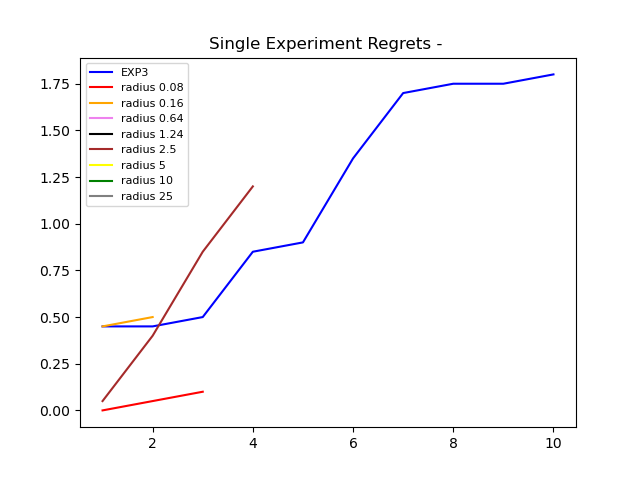 Single Experiment Regrets -
EXP3
radius 0.08
radius 0.16
radius 0.64
radius 1.24
radius 2.5
radius 5
radius 10
radius 25
1.75
1.50
1.25
1.00
0.75
0.50
0.25
0.00
2 4 6 8 10